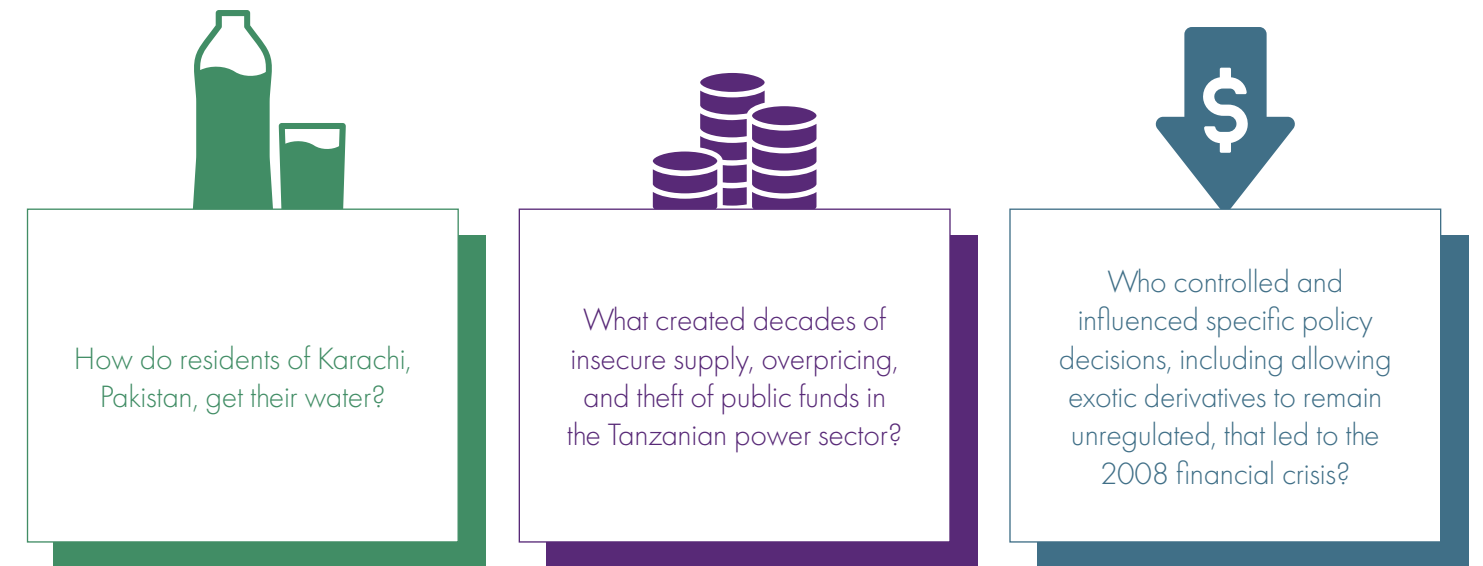 $
How do residents of Karachi,
Pakistan, get their water?
What created decades of
insecure supply, overpricing,
and theft of public funds in
the Tanzanian power sector?
Who controlled and
influenced specific policy
decisions, including allowing
exotic derivatives to remain
unregulated, that led to the
2008 financial crisis?